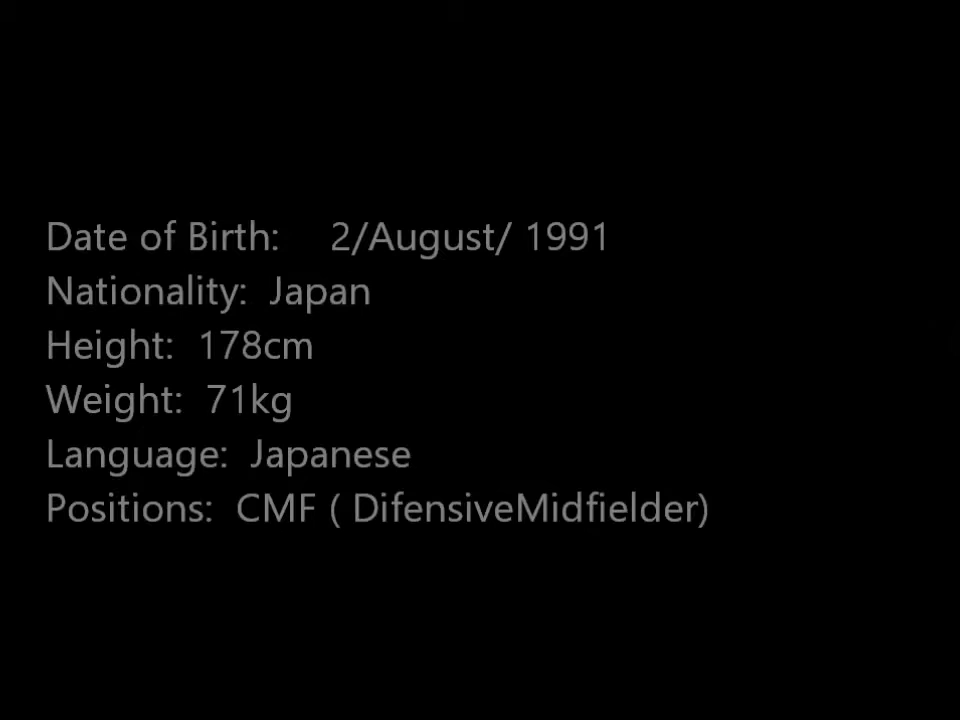 Date of Birth: 2/August/ 1991
Nationality: Japan
Height: 178cm
Weight: 71kg
Language: Japanese
Positions: CMF ( DifensiveMidfielder)